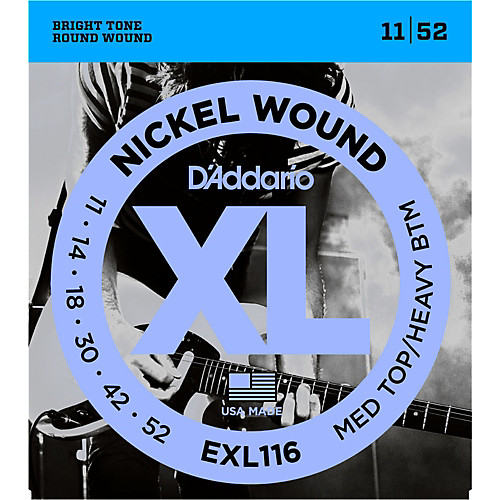 BRIGHT TONE
ROUND WOUND
11|52
NICKEL WOUND
D'Addario
XL
11 • 14 • 18 • 30 • 42 • 52
MED TOP/HEAVY BTM
USA MADE
EXL116